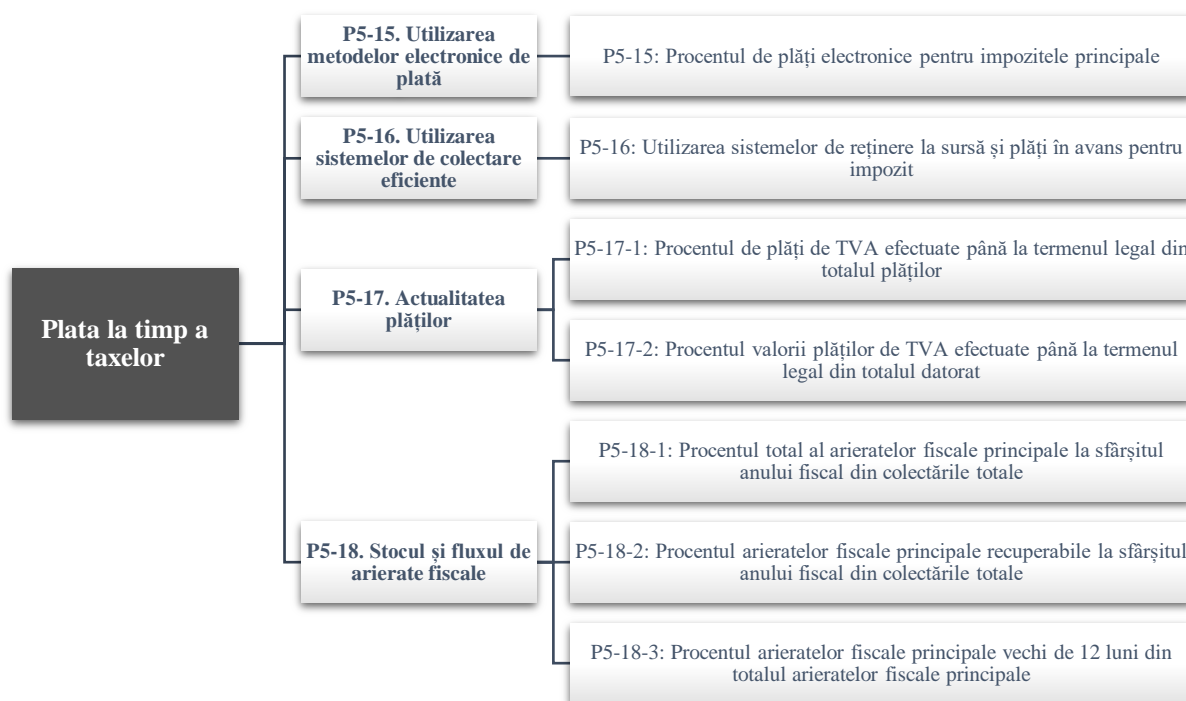 Plata la timp a
taxelor
P5-15. Utilizarea
metodelor electronice de
plată
P5-15: Procentul de plăți electronice pentru impozitele principale
P5-16. Utilizarea
sistemelor de colectare
eficiente
P5-16: Utilizarea sistemelor de reținere la sursă și plăți în avans pentru
impozit
P5-17. Actualitatea
plăților
P5-17-1: Procentul de plăți de TVA efectuate până la termenul legal din
totalul plăților
P5-17-2: Procentul valorii plăților de TVA efectuate până la termenul
legal din totalul datorat
P5-18. Stocul și fluxul de
arierate fiscale
P5-18-1: Procentul total al arieratelor fiscale principale la sfârșitul
anului fiscal din colectările totale
P5-18-2: Procentul arieratelor fiscale principale recuperabile la sfârșitul
anului fiscal din colectările totale
P5-18-3: Procentul arieratelor fiscale principale vechi de 12 luni din
totalul arieratelor fiscale principale